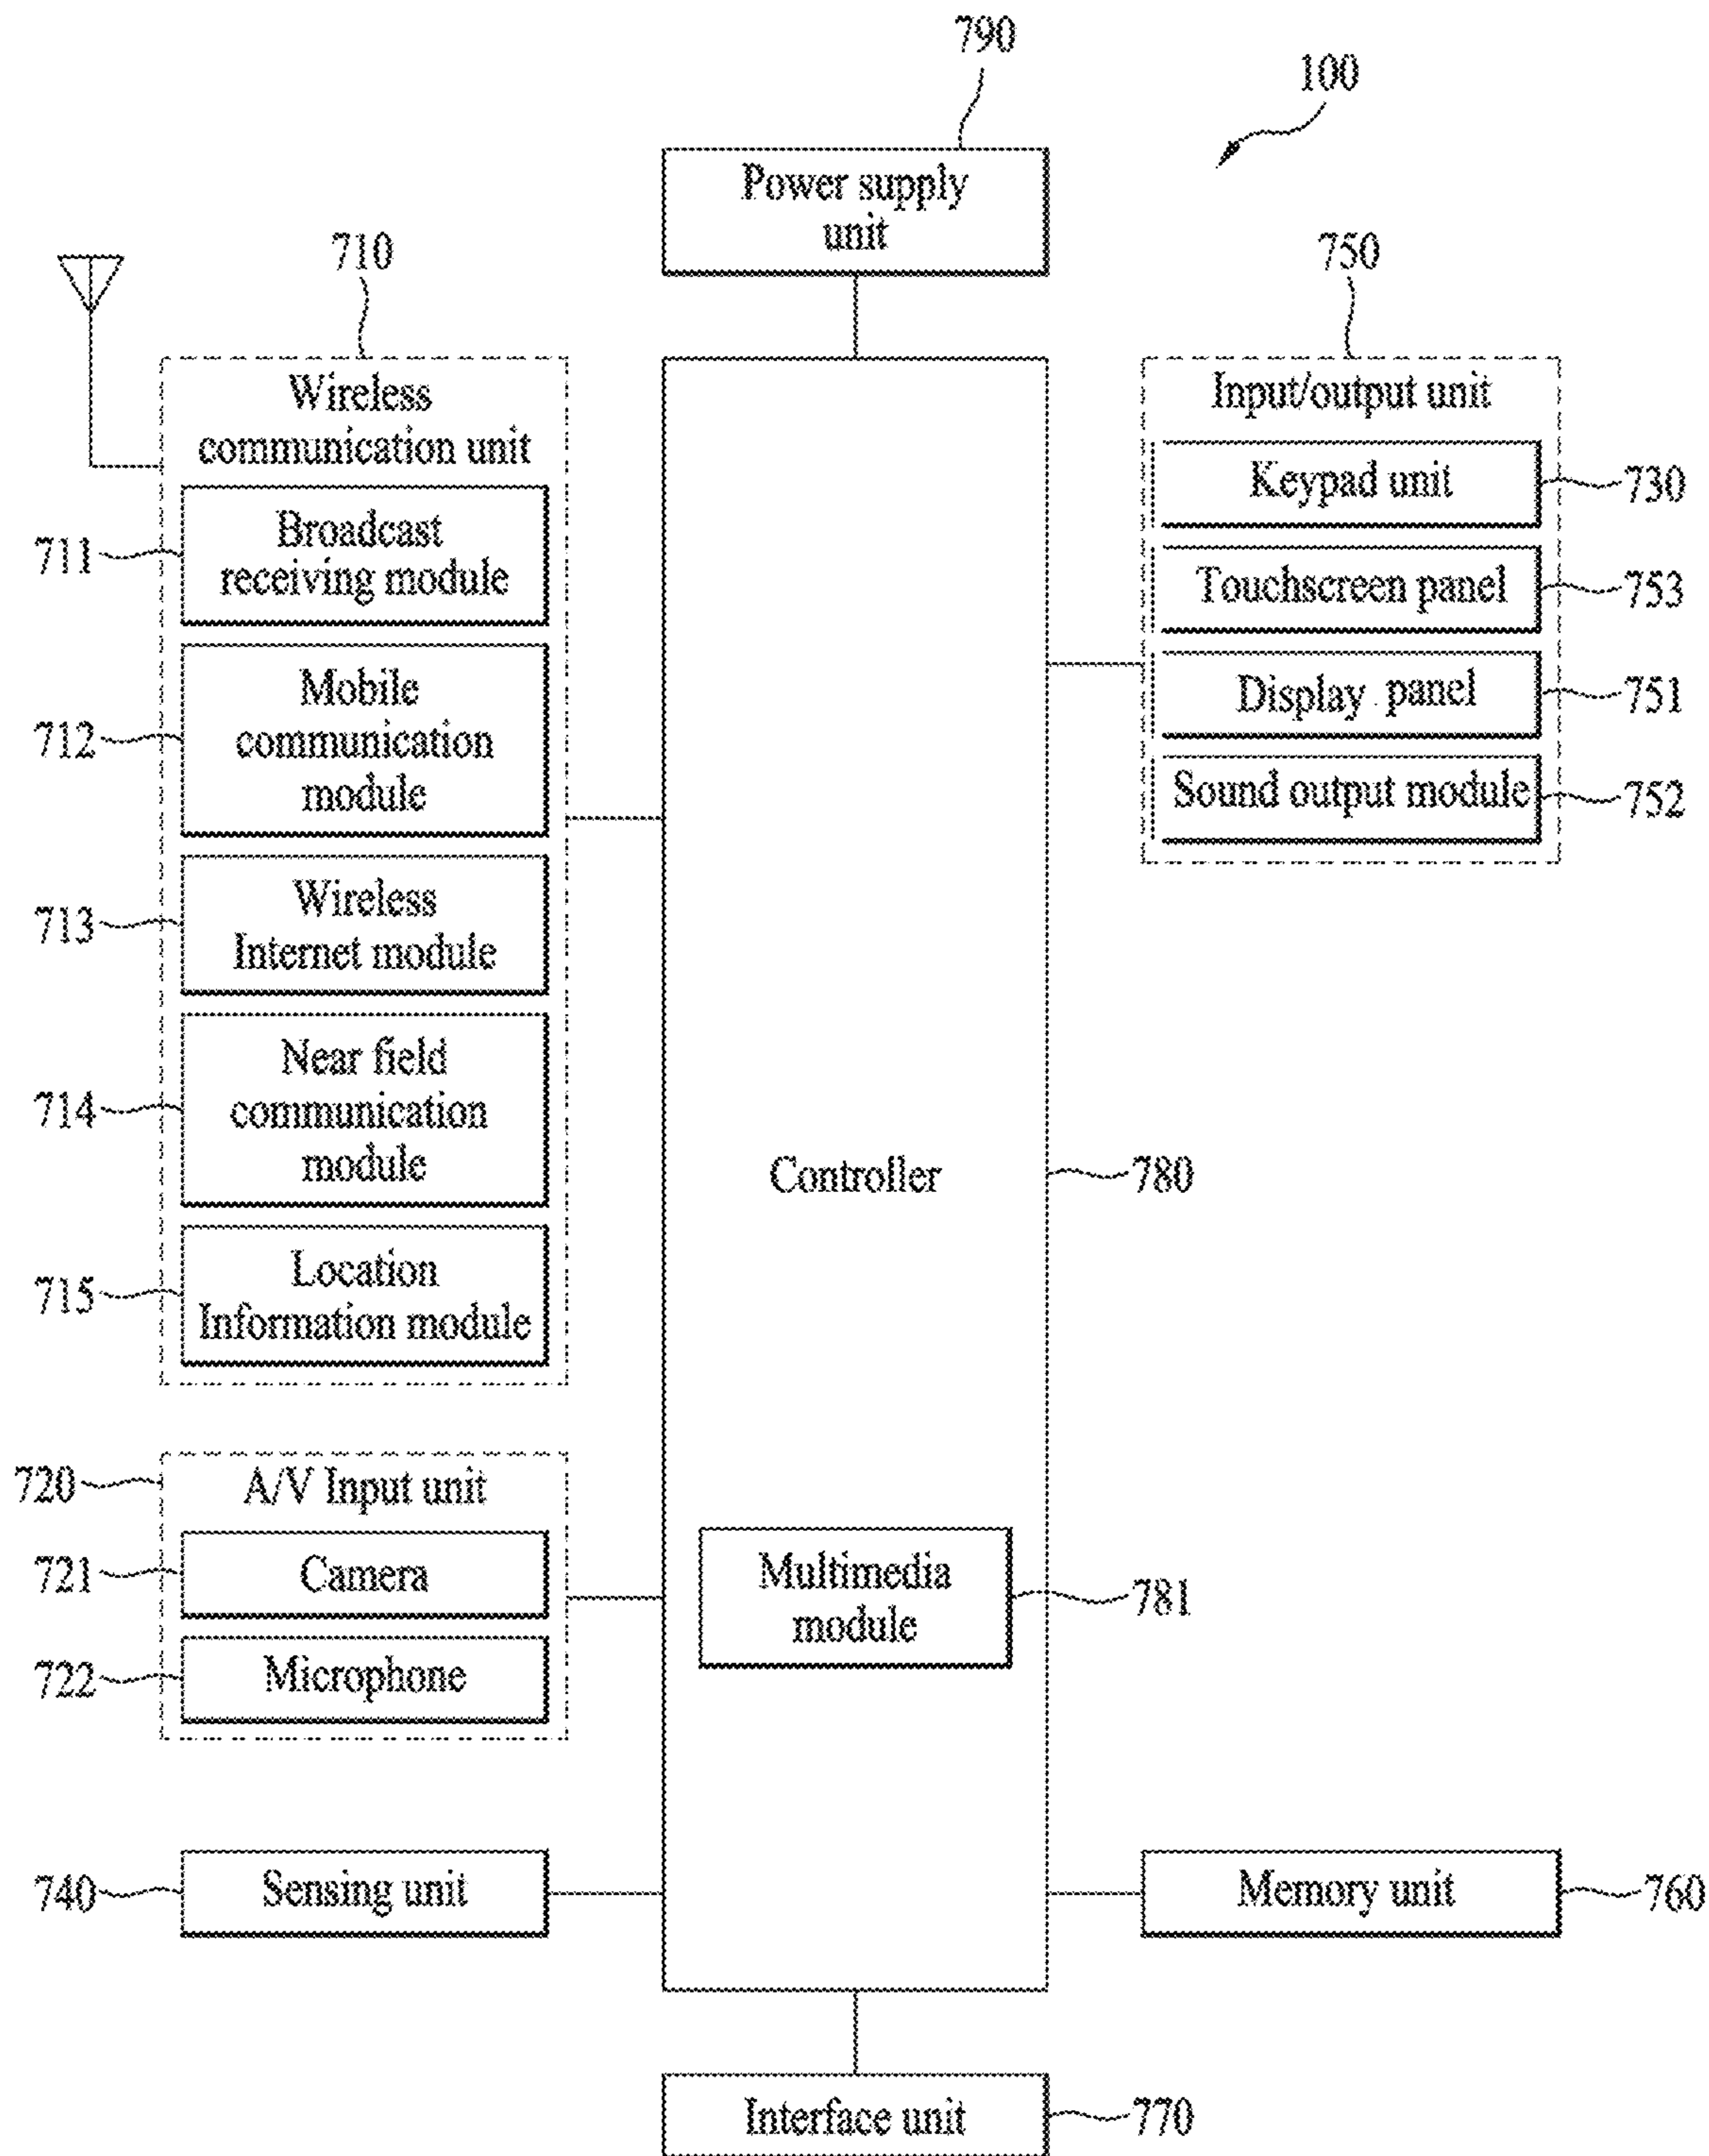 790
100
Power supply
unit
710
750
Wireless
communication unit
Input/output unit
Keypad unit
730
711
Broadcast
receiving module
Touchscreen panel
753
712
Mobile
communication
module
Display panel
751
Sound output module
752
713
Wireless
Internet module
714
Near field
communication
module
Controller
780
715
Location
Information module
720
A/V Input unit
721
Camera
Multimedia
module
781
722
Microphone
740
Sensing unit
Memory unit
760
Interface unit
770